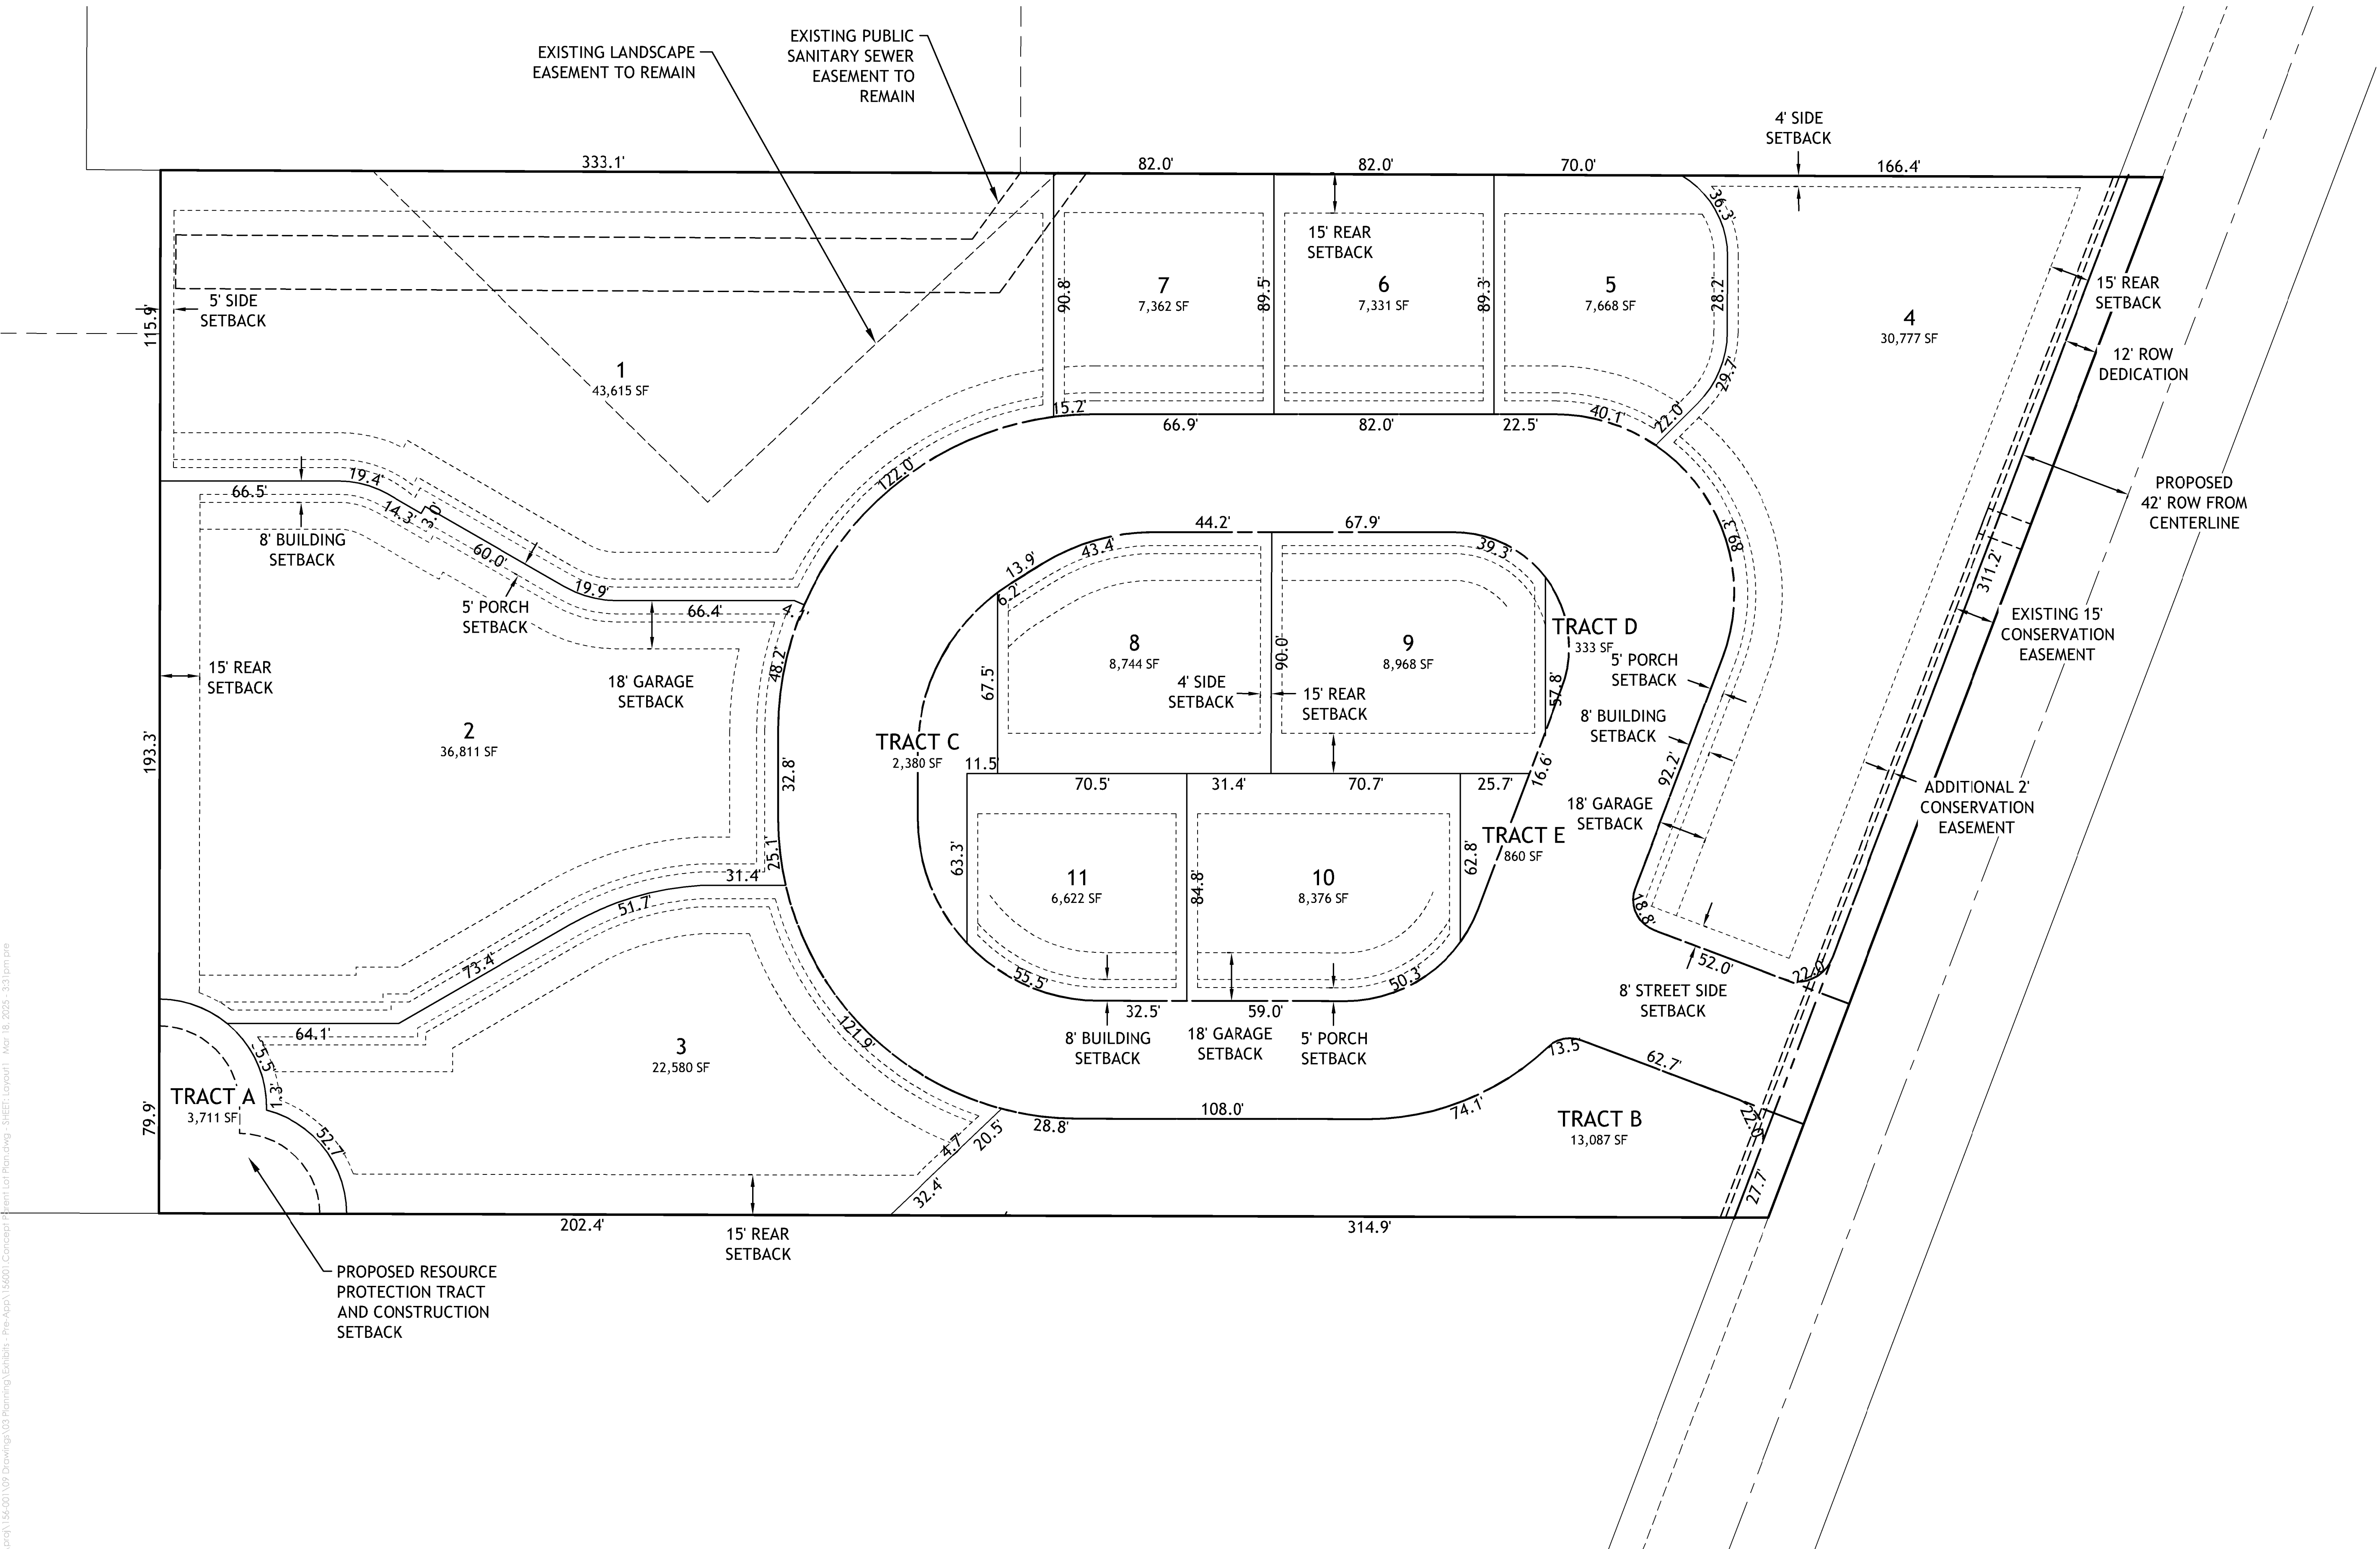 EXISTING LANDSCAPE
EASEMENT TO REMAIN
EXISTING PUBLIC
SANITARY SEWER
EASEMENT TO
REMAIN
4' SIDE
SETBACK
333.1'
82.0'
82.0'
70.0'
166.4'
36.3'
15' REAR
SETBACK
7
7,362 SF
6
7,331 SF
5
7,668 SF
90.8'
89.5'
89.3'
28.2'
29.7'
4
30,777 SF
15' REAR
SETBACK
12' ROW
DEDICATION
5' SIDE
SETBACK
115.9'
1
43,615 SF
15.2'
66.9'
82.0'
22.5'
40.1'
22.0'
122.0'
66.5'
19.4'
14.3'
3.0'
60.0'
19.9'
66.4'
8' BUILDING
SETBACK
5' PORCH
SETBACK
PROPOSED
42' ROW FROM
CENTERLINE
44.2'
67.9'
13.9'
43.4'
39.3'
6.2'
89.3'
311.2'
EXISTING 15'
CONSERVATION
EASEMENT
8
8,744 SF
9
8,968 SF
67.5'
90.0'
57.8'
4' SIDE
SETBACK
15' REAR
SETBACK
TRACT D
333 SF
5' PORCH
SETBACK
8' BUILDING
SETBACK
15' REAR
SETBACK
18' GARAGE
SETBACK
48.2'
2
36,811 SF
193.3'
32.8'
TRACT C
2,380 SF
11.5'
70.5'
31.4'
70.7'
25.7'
16.6'
92.2'
18' GARAGE
SETBACK
ADDITIONAL 2'
CONSERVATION
EASEMENT
TRACT E
860 SF
63.3'
62.8'
84.8'
11
6,622 SF
10
8,376 SF
25.1'
31.4'
51.7'
73.4'
18.8'
52.0'
22.0'
55.5'
50.3'
32.5'
59.0'
8' STREET SIDE
SETBACK
8' BUILDING
SETBACK
18' GARAGE
SETBACK
5' PORCH
SETBACK
64.1'
5.5'
1.3'
3
22,580 SF
121.9'
TRACT A
3,711 SF
79.9'
52.7'
4.7'
20.5'
32.4'
28.8'
108.0'
74.1'
13.5'
62.7'
22.0'
TRACT B
13,087 SF
27.7'
202.4'
314.9'
15' REAR
SETBACK
PROPOSED RESOURCE
PROTECTION TRACT
AND CONSTRUCTION
SETBACK